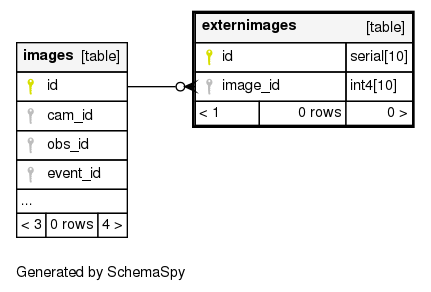 externimages [table]
id serial[10]
image_id int4[10]
< 1 0 rows 0 >
images [table]
id
cam_id
obs_id
event_id
...
< 3 0 rows 4 >
Generated by SchemaSpy